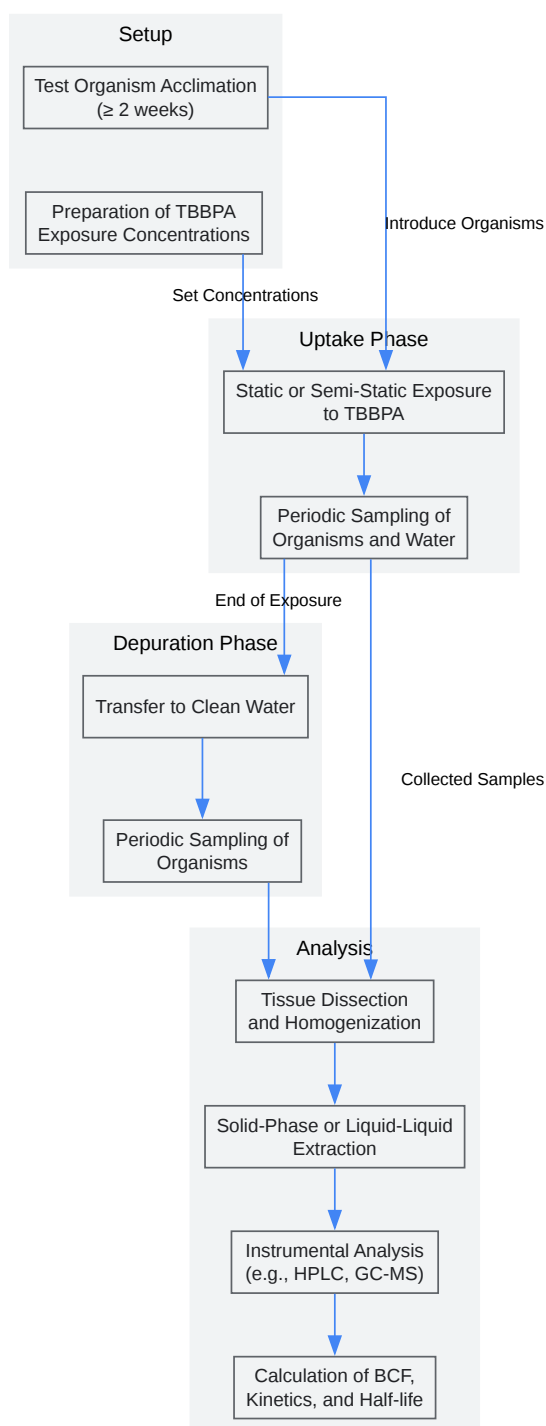 Setup
Test Organism Acclimation
(≥ 2 weeks)
Preparation of TBBPA
Exposure Concentrations
Introduce Organisms
Set Concentrations
Uptake Phase
Static or Semi-Static Exposure
to TBBPA
Periodic Sampling of
Organisms and Water
End of Exposure
Depuration Phase
Transfer to Clean Water
Collected Samples
Periodic Sampling of
Organisms
Analysis
Tissue Dissection
and Homogenization
Solid-Phase or Liquid-Liquid
Extraction
Instrumental Analysis
(e.g., HPLC, GC-MS)
Calculation of BCF,
Kinetics, and Half-life